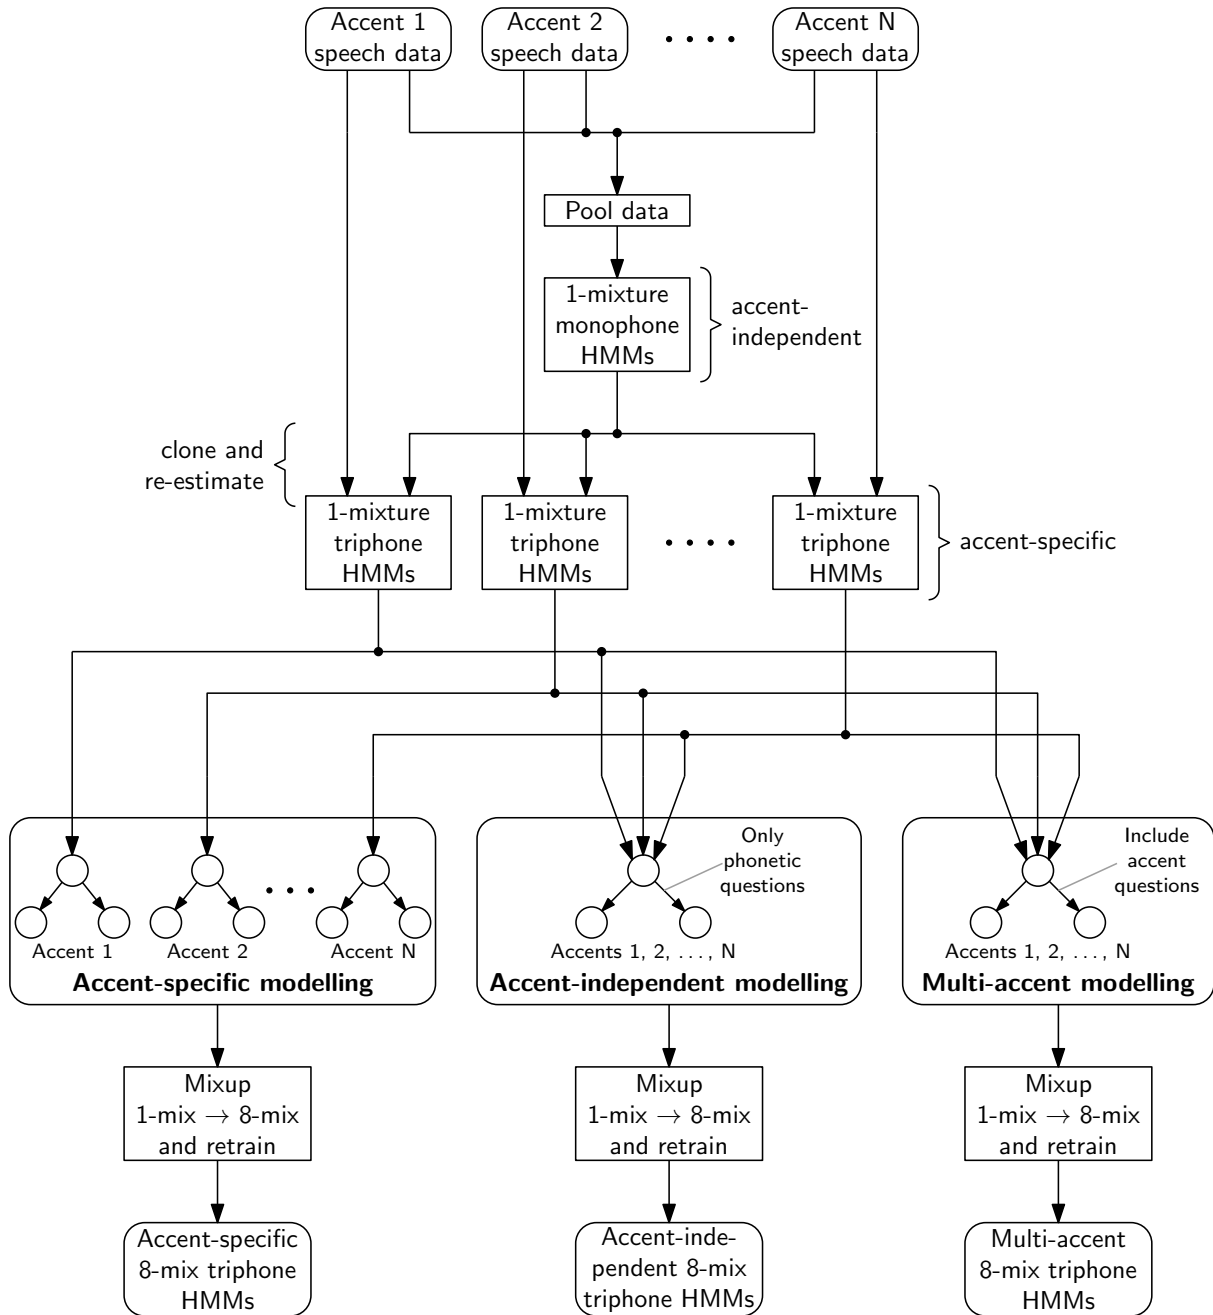 Accent 1
speech data
Accent 2
speech data
Accent N
speech data
Pool data
1-mixture
monophone
HMMs
accent-
independent
clone and
re-estimate
1-mixture
triphone
HMMs
1-mixture
triphone
HMMs
1-mixture
triphone
HMMs
accent-specific
Accent 1
Accent 2
Accent N
Accent-specific modelling
Only
phonetic
questions
Accents 1, 2, . . . , N
Accent-independent modelling
Include
accent
questions
Accents 1, 2, . . . , N
Multi-accent modelling
Mixup
1-mix → 8-mix
and retrain
Mixup
1-mix → 8-mix
and retrain
Mixup
1-mix → 8-mix
and retrain
Accent-specific
8-mix triphone
HMMs
Accent-inde-
pendent 8-mix
triphone HMMs
Multi-accent
8-mix triphone
HMMs